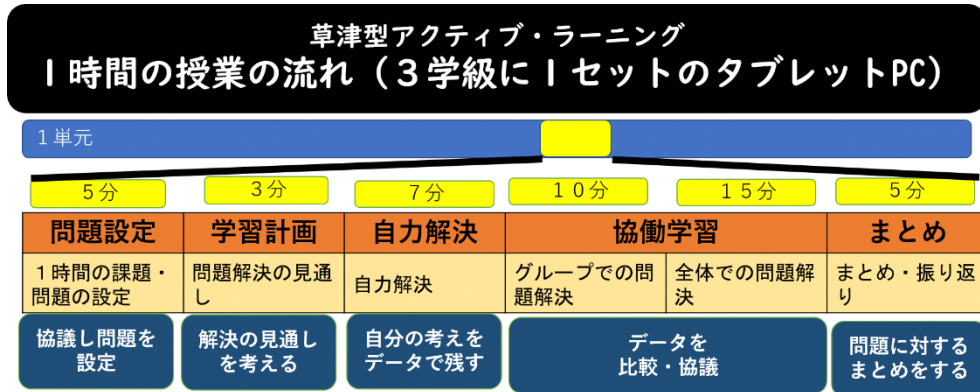 草津型アクティブ・ラーニング
1時間の授業の流れ（３学級に1セットのタブレットPC）
１単元
５分
３分
７分
１０分
１５分
５分
問題設定
学習計画
自力解決
協働学習
まとめ
１時間の課題・
問題の設定
問題解決の見通
し
自力解決
グループでの問
題解決
全体での問題解
決
まとめ・振り返
り
協議し問題を
設定
解決の見通し
を考える
自分の考えを
データで残す
データを
比較・協議
問題に対する
まとめをする